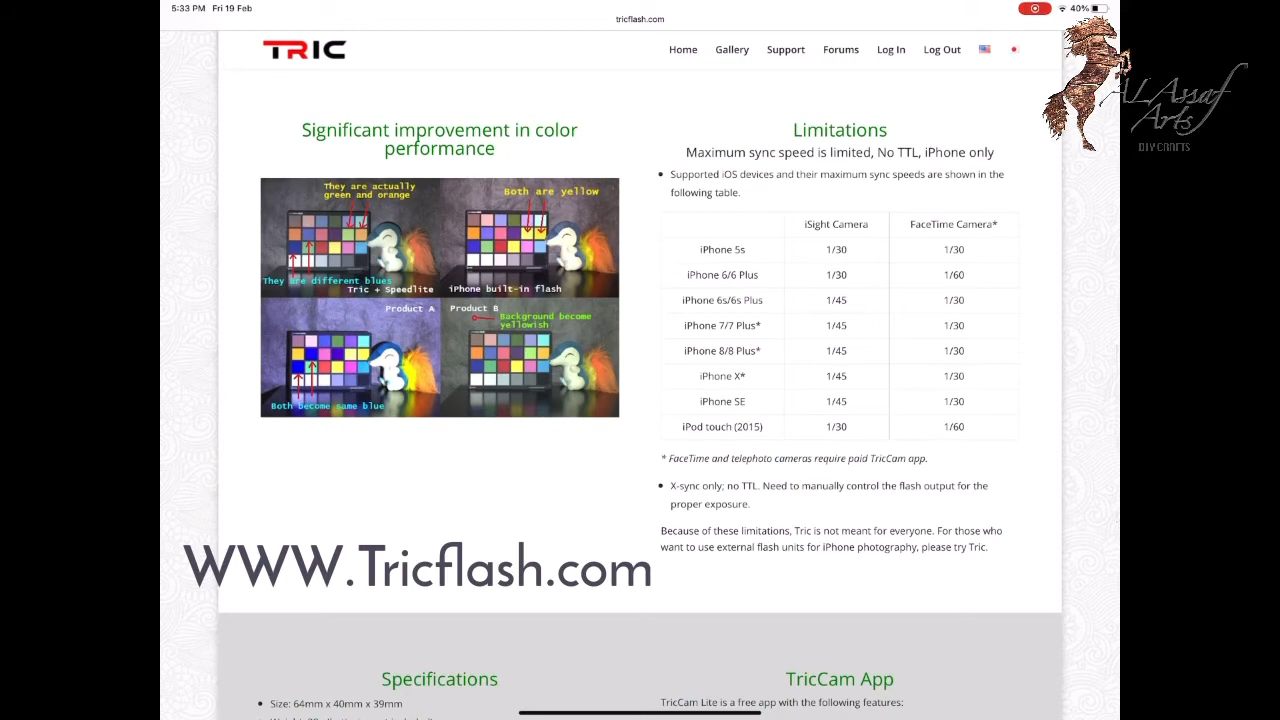 5:33 PM Fri 19 Feb
40%
tricflash.com
TRIC
Home Gallery Support Forums Log In Log Out
AL Assaf
Arts
DIY CRAFTS
Significant improvement in color
performance
They are actually
green and orange
Both are yellow
They are different blues
Tric + Speedlite
iPhone built-in flash
Product A
Product B
Background become
yellowish
Both become same blue
Limitations
Maximum sync speed is limited, No TTL, iPhone only
• Supported iOS devices and their maximum sync speeds are shown in the
following table.
iSight Camera FaceTime Camera*
iPhone 5s 1/30 1/30
iPhone 6/6 Plus 1/30 1/60
iPhone 6s/6s Plus 1/45 1/30
iPhone 7/7 Plus* 1/45 1/30
iPhone 8/8 Plus* 1/45 1/30
iPhone X* 1/45 1/30
iPhone SE 1/45 1/30
iPod touch (2015) 1/30 1/60
* FaceTime and telephoto cameras require paid TricCam app.
• X-sync only; no TTL. Need to manually control the flash output for the
proper exposure.
Because of these limitations, Tric is not meant for everyone. For those who
want to use external flash units for iPhone photography, please try Tric.
WWW.Tricflash.com
Specifications
• Size: 64mm x 40mm x 39mm
TricCam App
TricCam Lite is a free app with the following features: